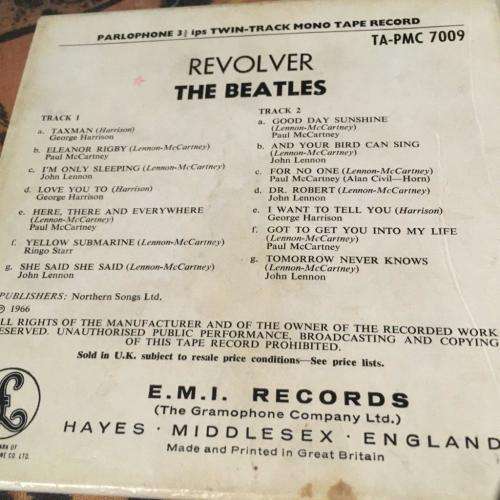 PARLOPHONE 3¾ ips TWIN-TRACK MONO TAPE RECORD
TA-PMC 7009
REVOLVER
THE BEATLES
TRACK 1
a. TAXMAN (Harrison)
George Harrison
b. ELEANOR RIGBY (Lennon-McCartney)
Paul McCartney
c. I'M ONLY SLEEPING (Lennon-McCartney)
John Lennon
d. LOVE YOU TO (Harrison)
George Harrison
e. HERE, THERE AND EVERYWHERE
(Lennon-McCartney)
Paul McCartney
f. YELLOW SUBMARINE (Lennon-McCartney)
Ringo Starr
g. SHE SAID SHE SAID (Lennon-McCartney)
John Lennon
TRACK 2
a. GOOD DAY SUNSHINE
(Lennon-McCartney)
Paul McCartney
b. AND YOUR BIRD CAN SING
(Lennon-McCartney)
John Lennon
c. FOR NO ONE (Lennon-McCartney)
Paul McCartney (Alan Civil—Horn)
d. DR. ROBERT (Lennon-McCartney)
John Lennon
e. I WANT TO TELL YOU (Harrison)
George Harrison
f. GOT TO GET YOU INTO MY LIFE
(Lennon-McCartney)
Paul McCartney
g. TOMORROW NEVER KNOWS
(Lennon-McCartney)
John Lennon
PUBLISHERS: Northern Songs Ltd.
℗ 1966
LL RIGHTS OF THE MANUFACTURER AND OF THE OWNER OF THE RECORDED WORK
ESERVED. UNAUTHORISED PUBLIC PERFORMANCE, BROADCASTING AND COPYING
OF THIS TAPE RECORD PROHIBITED.
Sold in U.K. subject to resale price conditions—See price lists.
E.M.I. RECORDS
(The Gramophone Company Ltd.)
HAYES · MIDDLESEX · ENGLAND
Made and Printed in Great Britain
ARK OF
NE CO. LTD.